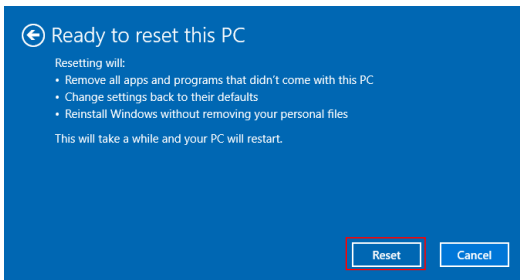 Ready to reset this PC
Resetting will:
• Remove all apps and programs that didn't come with this PC
• Change settings back to their defaults
• Reinstall Windows without removing your personal files
This will take a while and your PC will restart.
Reset Cancel